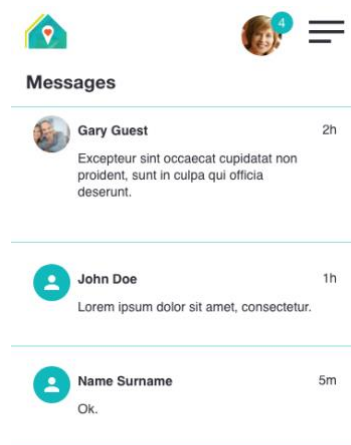 4
Messages
Gary Guest 2h
Excepteur sint occaecat cupidatat non
proident, sunt in culpa qui officia
deserunt.
John Doe 1h
Lorem ipsum dolor sit amet, consectetur.
Name Surname 5m
Ok.